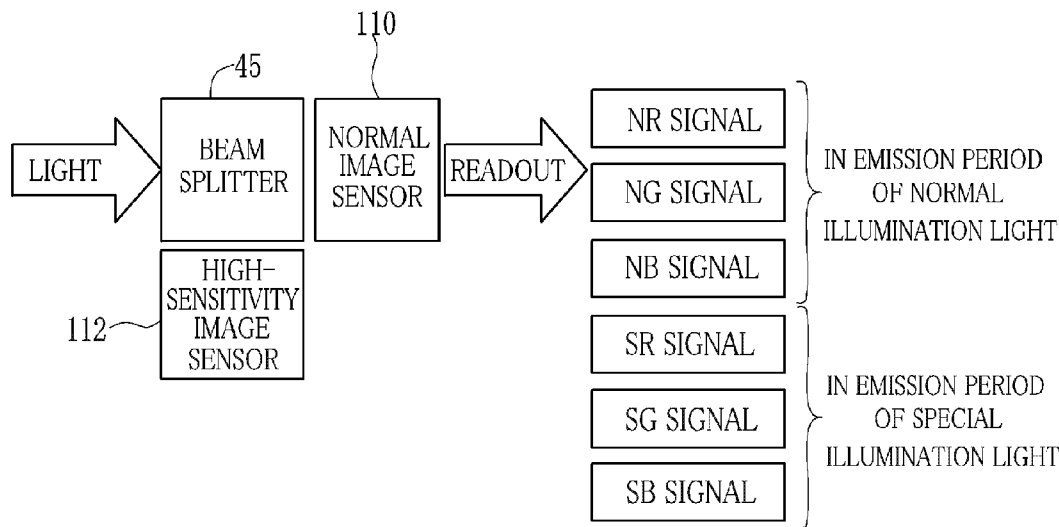 110
45
LIGHT
BEAM
SPLITTER
NORMAL
IMAGE
SENSOR
READOUT
HIGH-
SENSITIVITY
IMAGE
SENSOR
112
NR SIGNAL
NG SIGNAL
NB SIGNAL
IN EMISSION PERIOD
OF NORMAL
ILLUMINATION LIGHT
SR SIGNAL
SG SIGNAL
SB SIGNAL
IN EMISSION PERIOD
OF SPECIAL
ILLUMINATION LIGHT